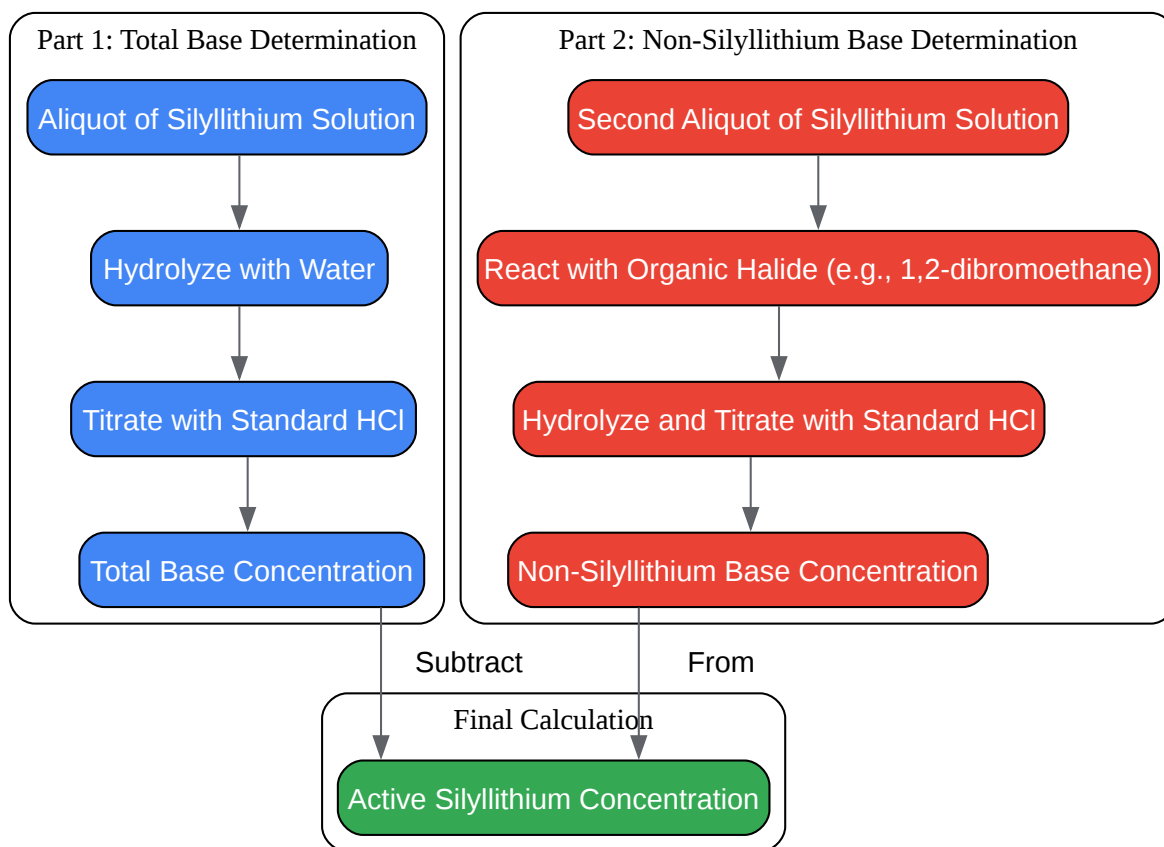 Part 1: Total Base Determination
Aliquot of Silyllithium Solution
Hydrolyze with Water
Titrate with Standard HCl
Total Base Concentration
Part 2: Non-Silyllithium Base Determination
Second Aliquot of Silyllithium Solution
React with Organic Halide (e.g., 1,2-dibromoethane)
Hydrolyze and Titrate with Standard HCl
Non-Silyllithium Base Concentration
Subtract
From
Final Calculation
Active Silyllithium Concentration